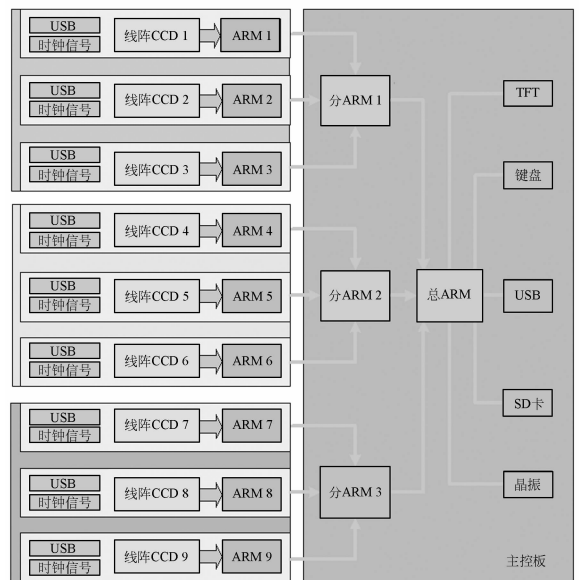 USB
时钟信号
线阵CCD 1
ARM 1
USB
时钟信号
线阵CCD 2
ARM 2
USB
时钟信号
线阵CCD 3
ARM 3
USB
时钟信号
线阵CCD 4
ARM 4
USB
时钟信号
线阵CCD 5
ARM 5
USB
时钟信号
线阵CCD 6
ARM 6
USB
时钟信号
线阵CCD 7
ARM 7
USB
时钟信号
线阵CCD 8
ARM 8
USB
时钟信号
线阵CCD 9
ARM 9
分ARM 1
分ARM 2
分ARM 3
总ARM
TFT
键盘
USB
SD卡
晶振
主控板